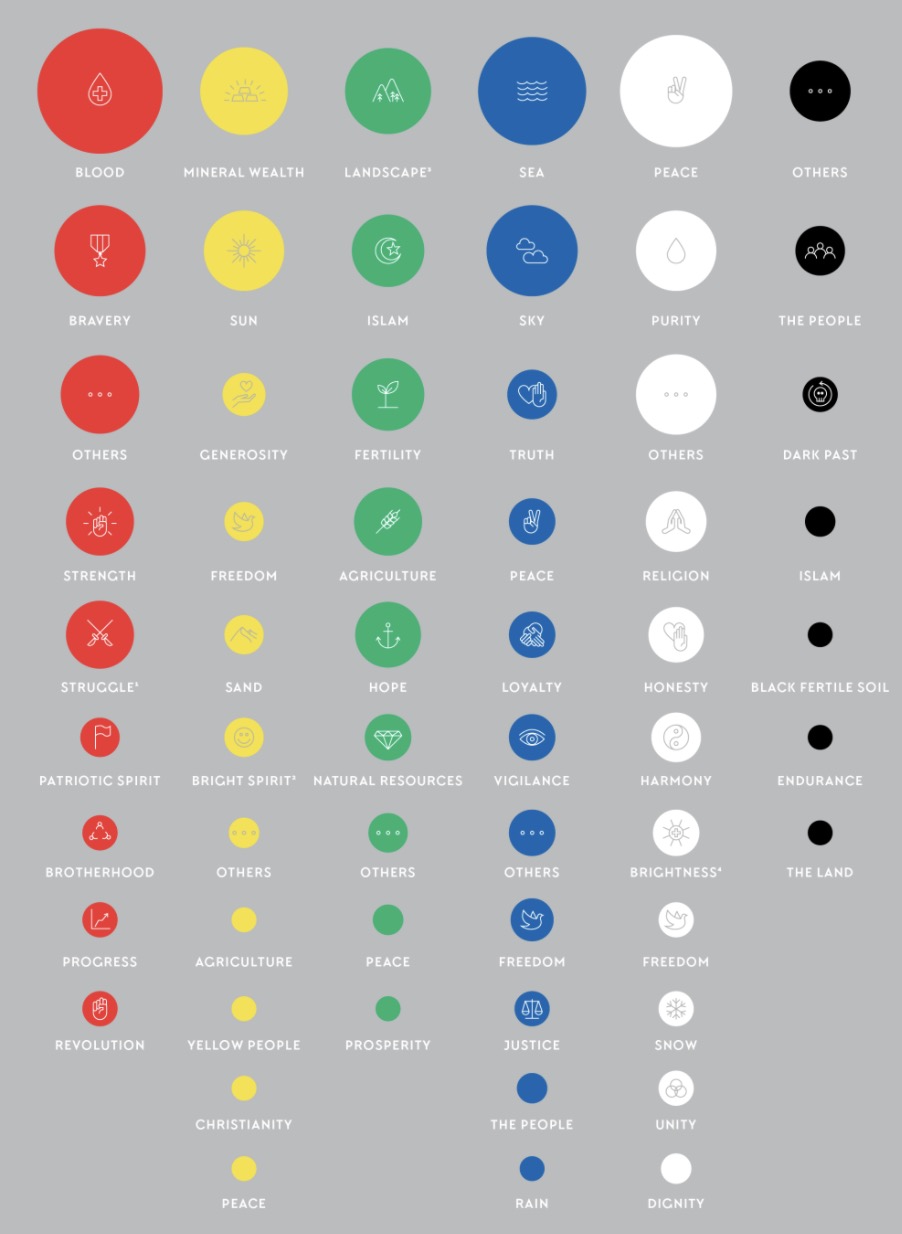 BLOOD MINERAL WEALTH LANDSCAPE³ SEA PEACE OTHERS
BRAVERY SUN ISLAM SKY PURITY THE PEOPLE
OTHERS GENEROSITY FERTILITY TRUTH OTHERS DARK PAST
STRENGTH FREEDOM AGRICULTURE PEACE RELIGION ISLAM
STRUGGLE¹ SAND HOPE LOYALTY HONESTY BLACK FERTILE SOIL
PATRIOTIC SPIRIT BRIGHT SPIRIT² NATURAL RESOURCES VIGILANCE HARMONY ENDURANCE
BROTHERHOOD OTHERS OTHERS OTHERS BRIGHTNESS⁴ THE LAND
PROGRESS AGRICULTURE PEACE FREEDOM FREEDOM
REVOLUTION YELLOW PEOPLE PROSPERITY JUSTICE SNOW
CHRISTIANITY THE PEOPLE UNITY
PEACE RAIN DIGNITY